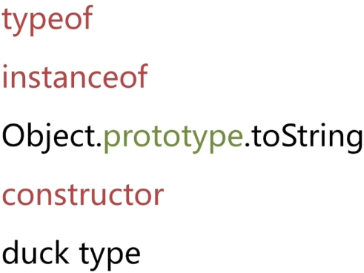 typeof
instanceof
Object.prototype.toString
constructor
duck type